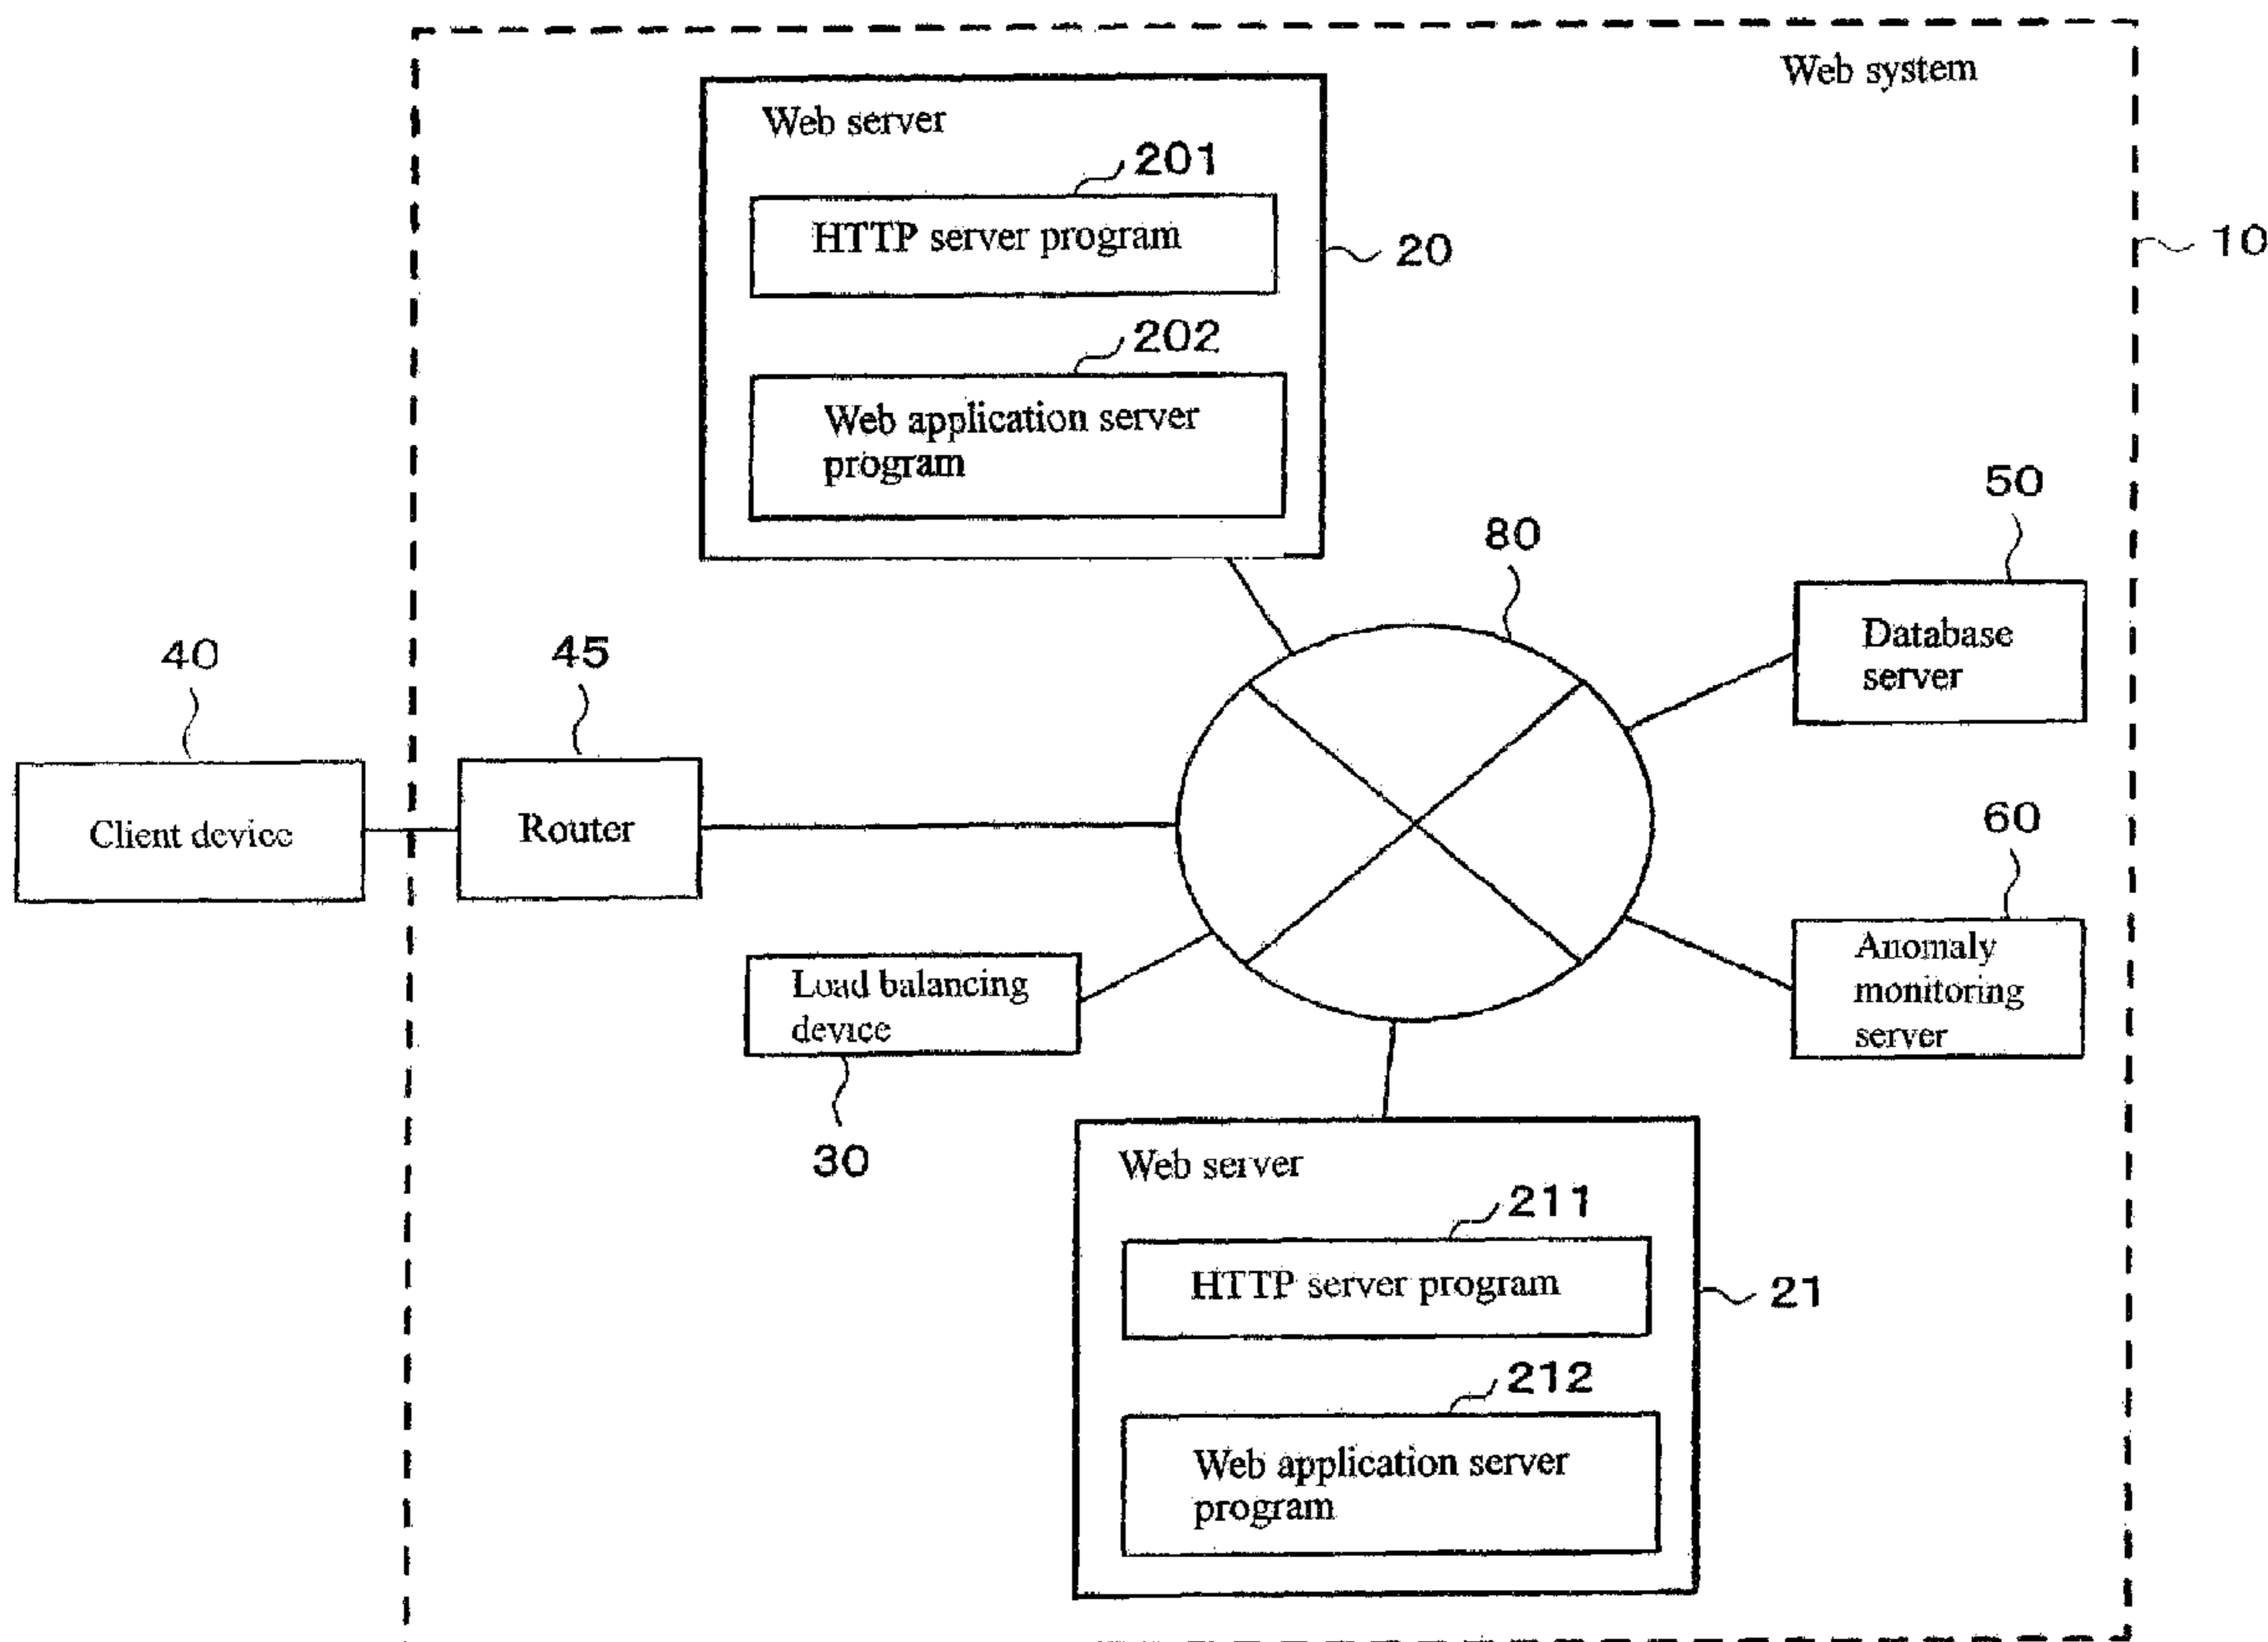 Web system
Web server
201
HTTP server program
20
10
202
Web application server
program
50
80
Database
server
40
45
Client device
Router
60
Anomaly
monitoring
server
Load balancing
device
30
Web server
211
HTTP server program
21
212
Web application server
program